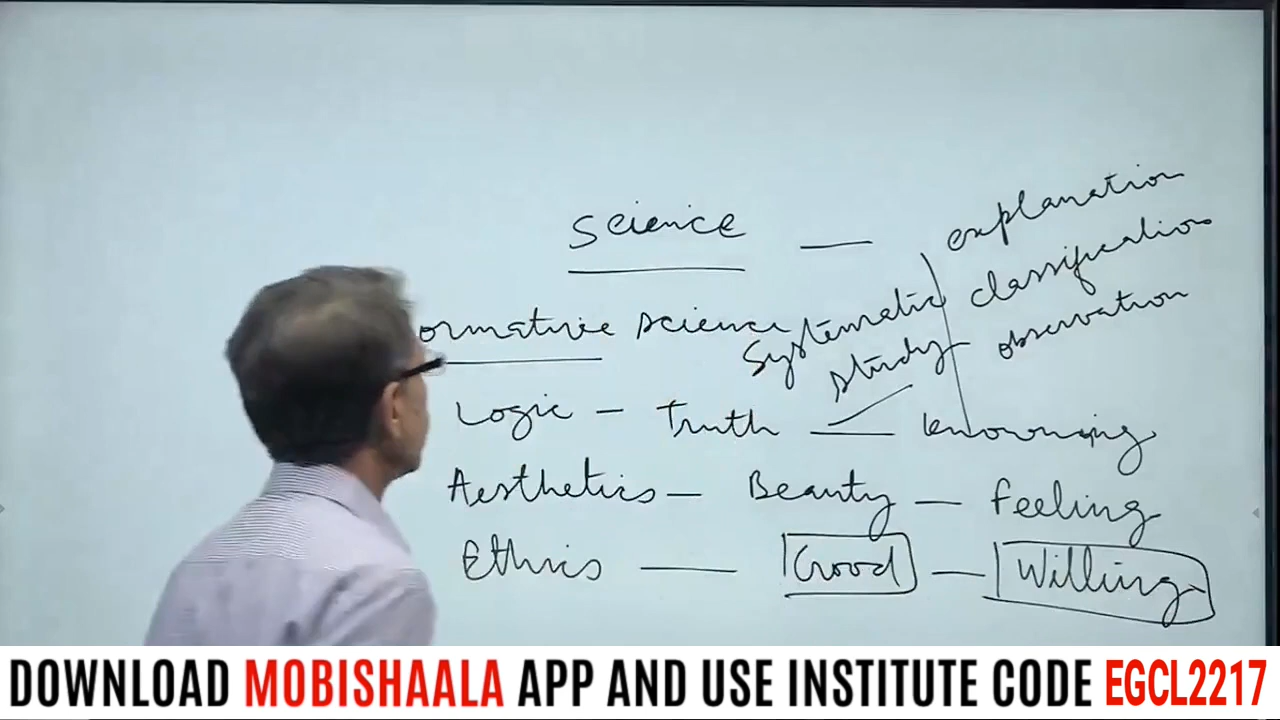 science — explanation
systematic classification
study observation
ormative science
Logic — Truth — knowing
Aesthetics — Beauty — feeling
Ethics — Good — Willing
DOWNLOAD MOBISHAALA APP AND USE INSTITUTE CODE EGCL2217